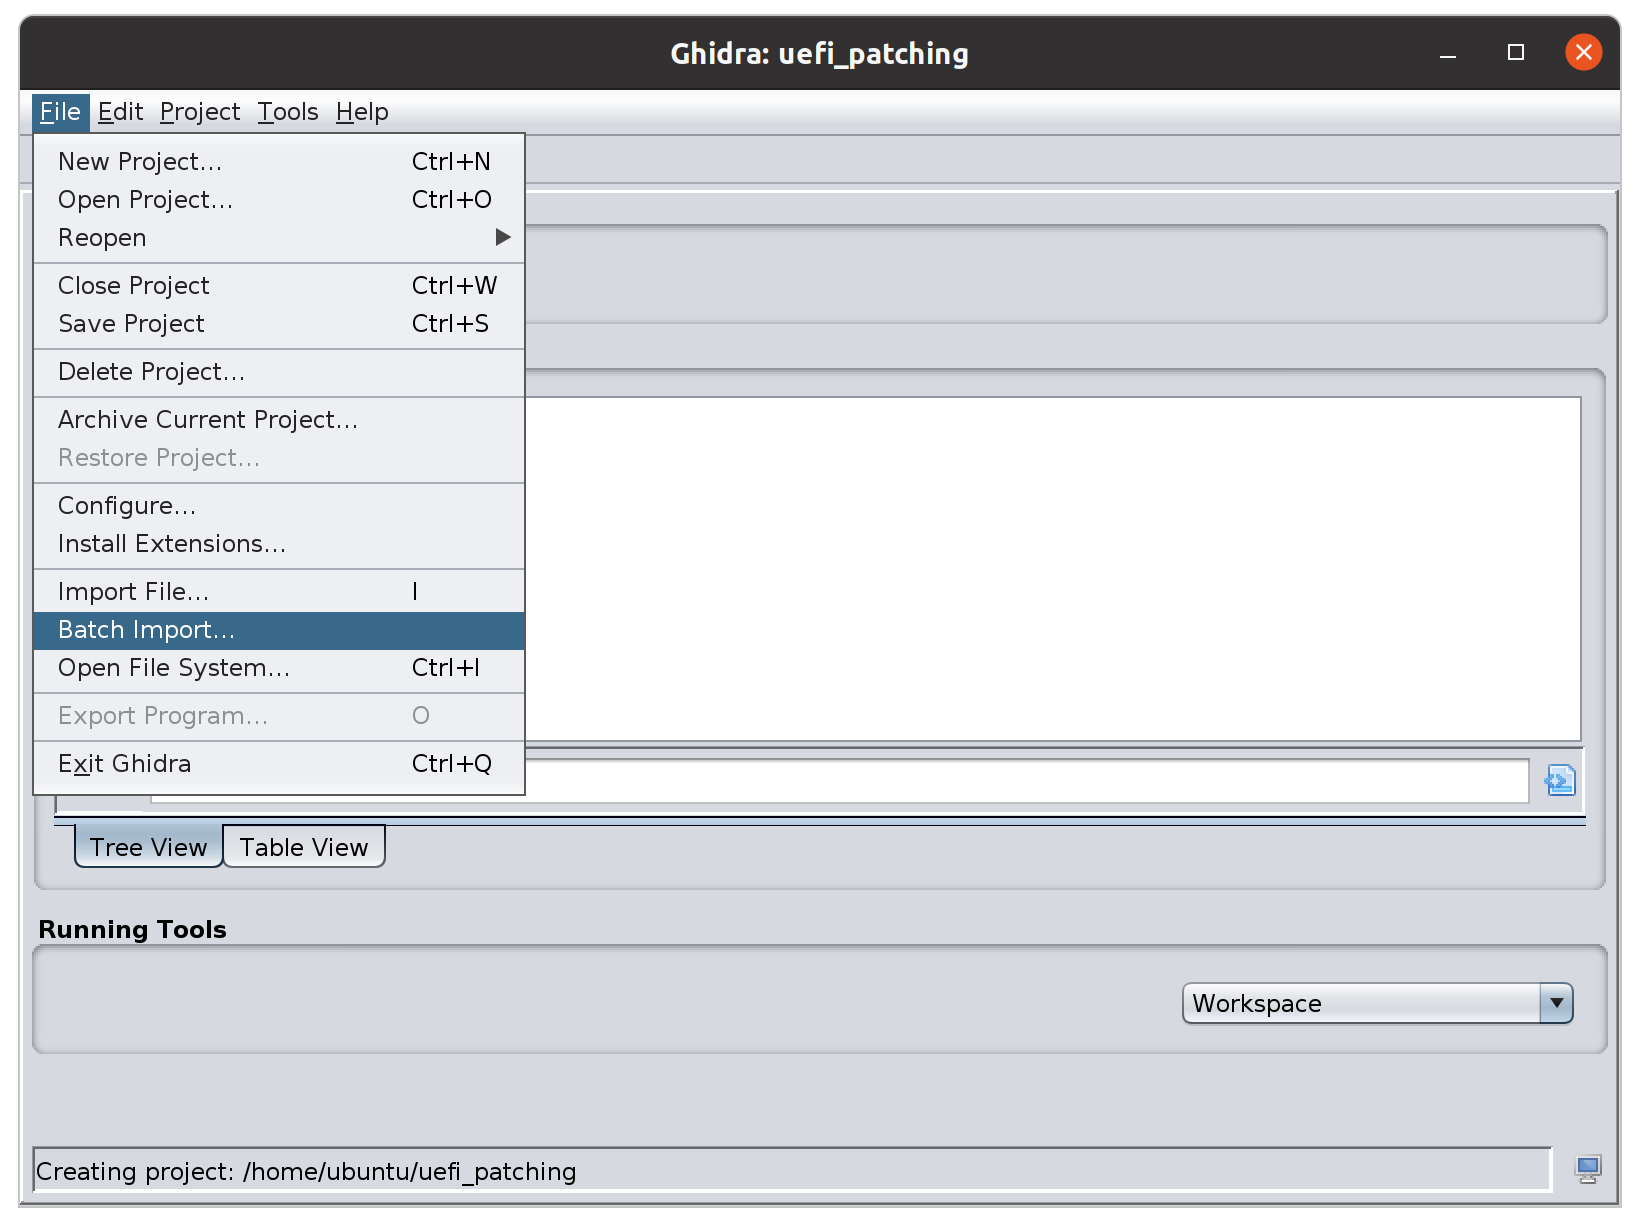 Ghidra: uefi_patching
File Edit Project Tools Help
New Project... Ctrl+N
Open Project... Ctrl+O
Reopen
Close Project Ctrl+W
Save Project Ctrl+S
Delete Project...
Archive Current Project...
Restore Project...
Configure...
Install Extensions...
Import File... I
Batch Import...
Open File System... Ctrl+I
Export Program... O
Exit Ghidra Ctrl+Q
Tree View Table View
Running Tools
Workspace
Creating project: /home/ubuntu/uefi_patching